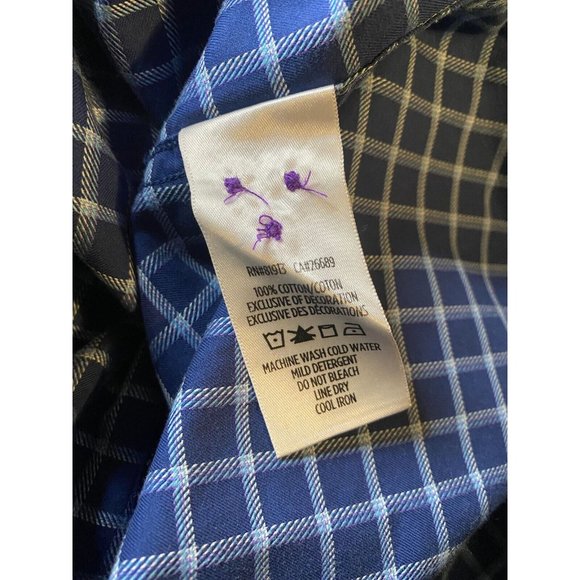 RN#81913 CA#26689
100% COTTON/COTON
EXCLUSIVE OF DECORATION
EXCLUSIVE DES DÉCORATIONS
MACHINE WASH COLD WATER
MILD DETERGENT
DO NOT BLEACH
LINE DRY
COOL IRON